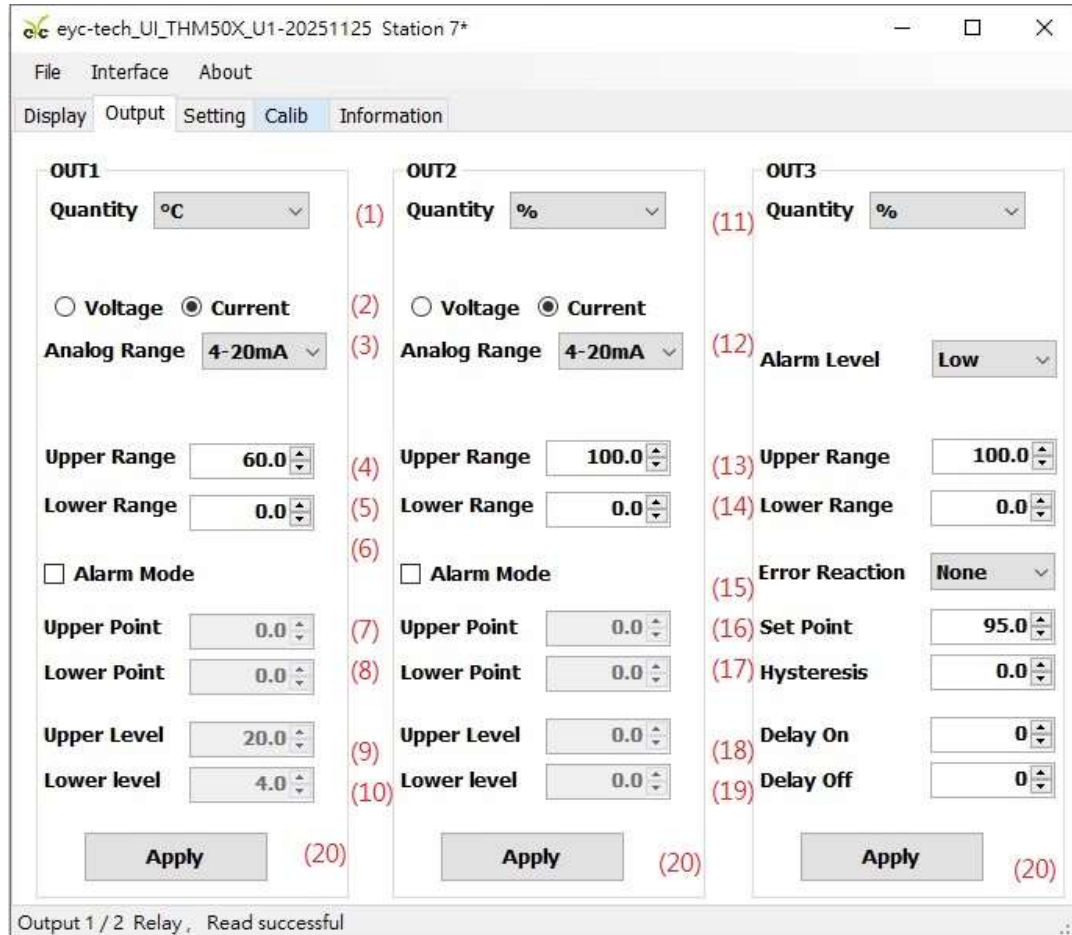 eyc-tech_UI_THM50X_U1-20251125 Station 7*
File Interface About
Display Output Setting Calib Information
OUT1
Quantity °C
Voltage Current
Analog Range 4-20mA
Upper Range 60.0
Lower Range 0.0
Alarm Mode
Upper Point 0.0
Lower Point 0.0
Upper Level 20.0
Lower level 4.0
Apply (20)
(1)
(2)
(3)
(4)
(5)
(6)
(7)
(8)
(9)
(10)
OUT2
Quantity %
Voltage Current
Analog Range 4-20mA
Upper Range 100.0
Lower Range 0.0
Alarm Mode
Upper Point 0.0
Lower Point 0.0
Upper Level 0.0
Lower level 0.0
Apply (20)
OUT3
(11) Quantity %
(12) Alarm Level Low
(13) Upper Range 100.0
(14) Lower Range 0.0
(15) Error Reaction None
(16) Set Point 95.0
(17) Hysteresis 0.0
(18) Delay On 0
(19) Delay Off 0
Apply (20)
Output 1 / 2 Relay, Read successful